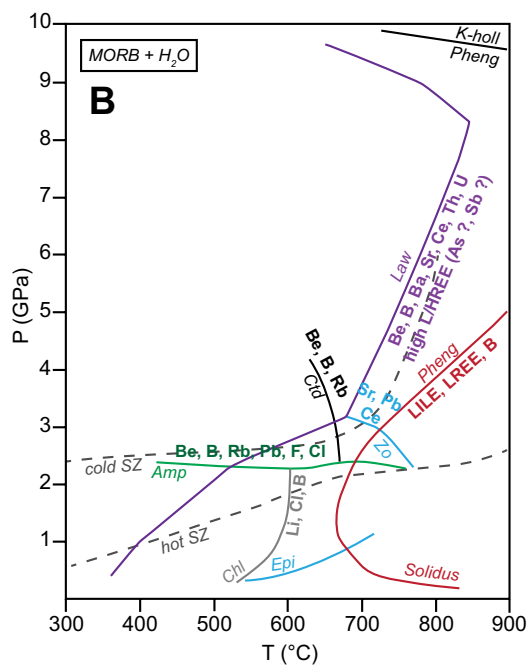 MORB + H₂O
B
K-holl
Pheng
Law
Be, B, Ba, Sr, Ce, Th, U
high L/HREE (As ?, Sb ?)
Be, B, Rb
Ctd
Sr, Pb
Ce
Zo
Pheng
LILE, LREE, B
Be, B, Rb, Pb, F, Cl
Amp
cold SZ
hot SZ
Li, Cl, B
Chl
Epi
Solidus
10
9
8
7
6
5
4
3
2
1
P (GPa)
300 400 500 600 700 800 900
T (°C)